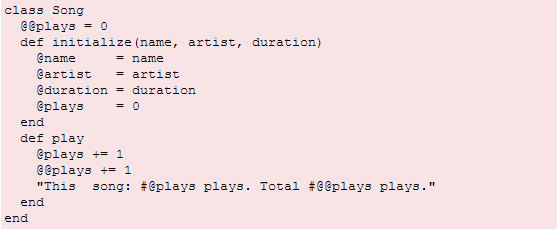 class Song
  @@plays = 0
  def initialize(name, artist, duration)
    @name     = name
    @artist   = artist
    @duration = duration
    @plays    = 0
  end
  def play
    @plays += 1
    @@plays += 1
    "This  song: #@plays plays. Total #@@plays plays."
  end
end